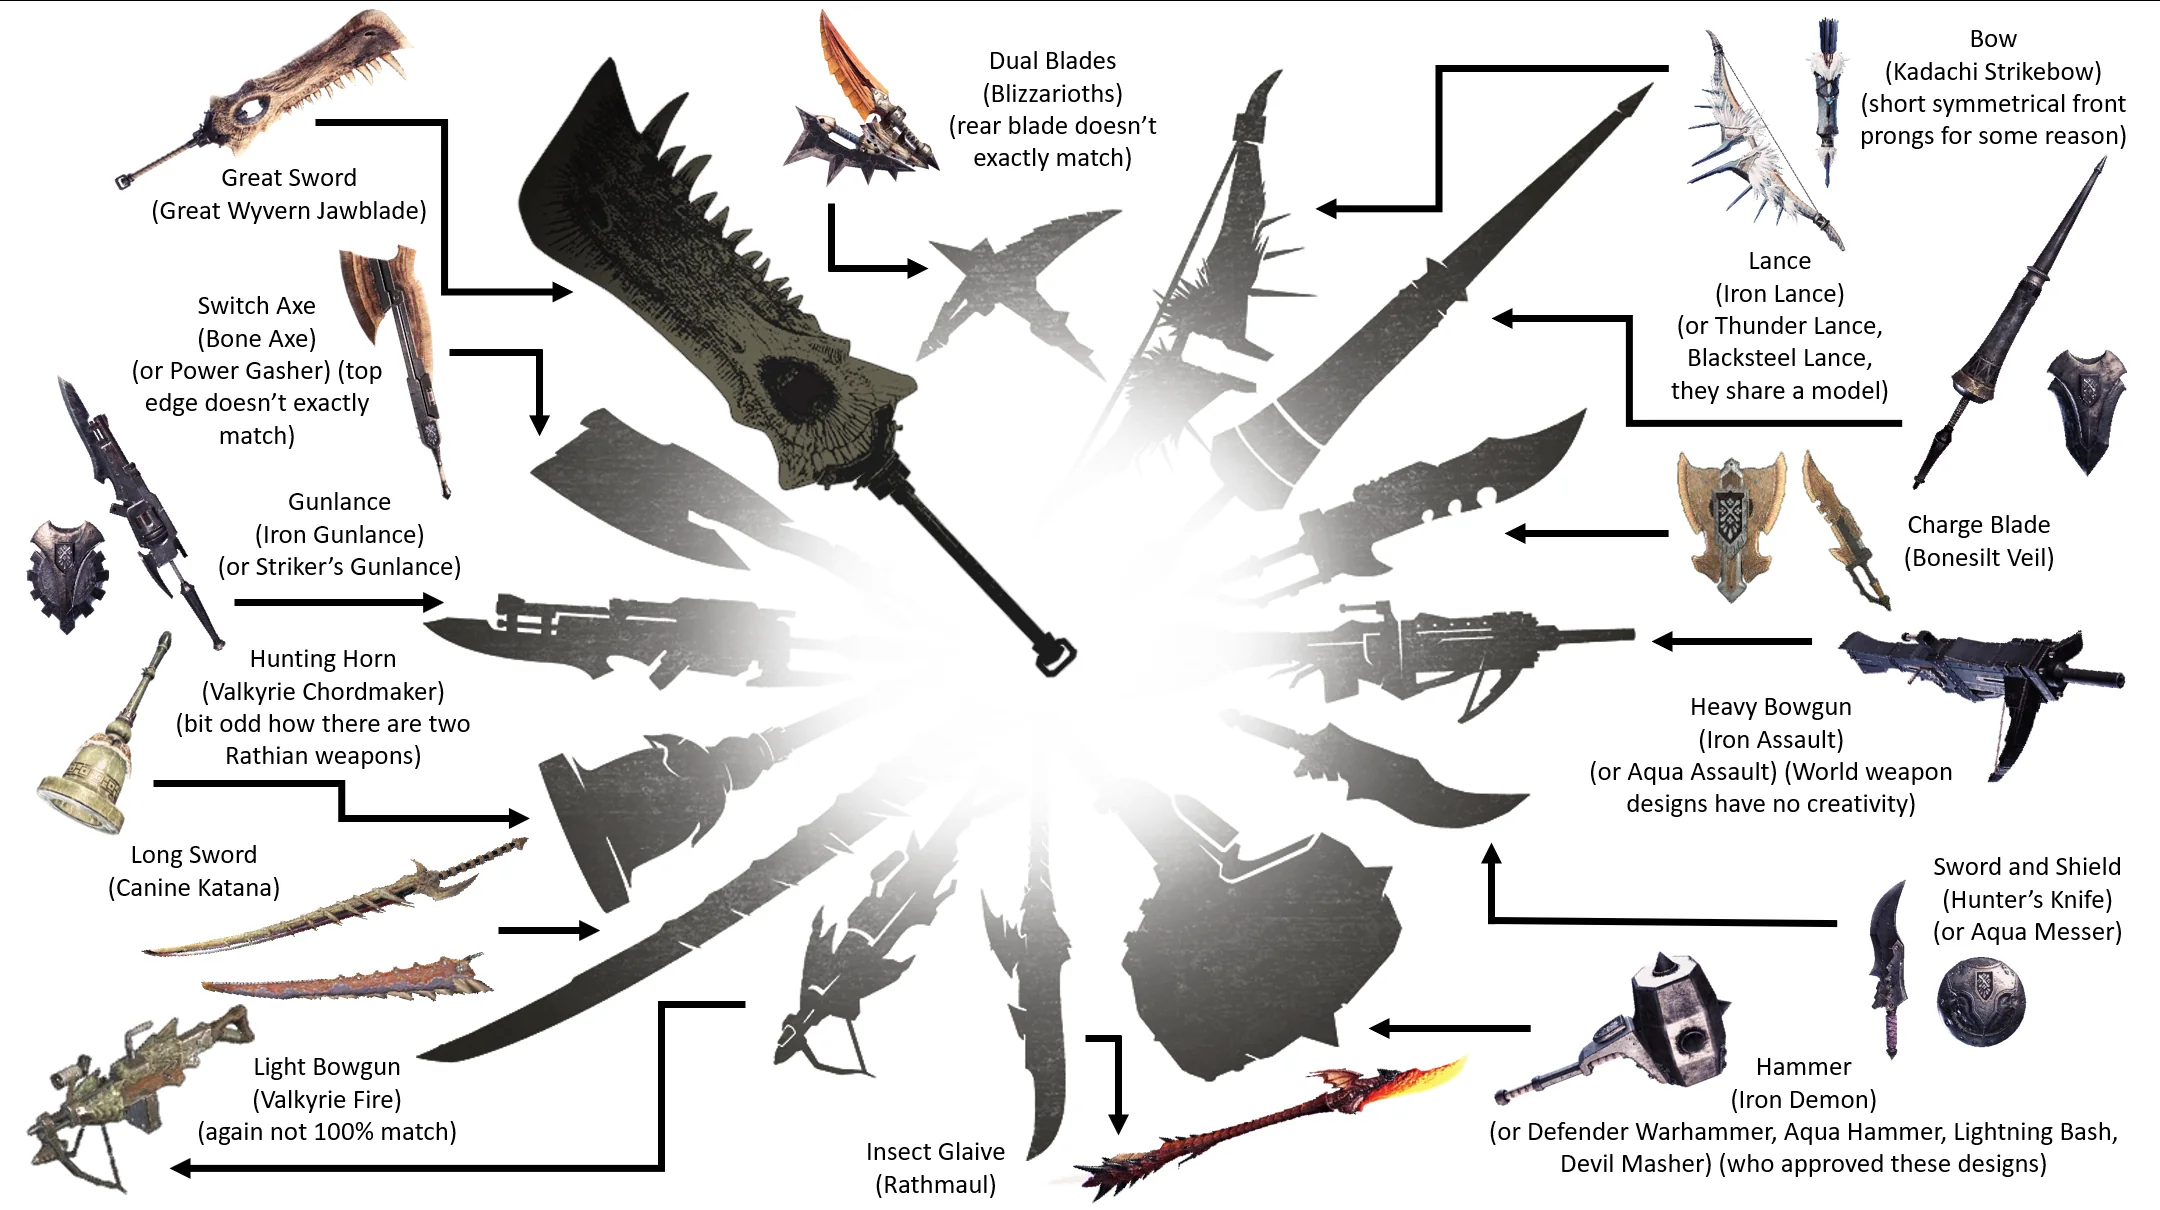 Great Sword
(Great Wyvern Jawblade)
Dual Blades
(Blizzarioths)
(rear blade doesn't
exactly match)
Bow
(Kadachi Strikebow)
(short symmetrical front
prongs for some reason)
Switch Axe
(Bone Axe)
(or Power Gasher) (top
edge doesn't exactly
match)
Lance
(Iron Lance)
(or Thunder Lance,
Blacksteel Lance,
they share a model)
Gunlance
(Iron Gunlance)
(or Striker's Gunlance)
Charge Blade
(Bonesilt Veil)
Hunting Horn
(Valkyrie Chordmaker)
(bit odd how there are two
Rathian weapons)
Heavy Bowgun
(Iron Assault)
(or Aqua Assault) (World weapon
designs have no creativity)
Long Sword
(Canine Katana)
Sword and Shield
(Hunter's Knife)
(or Aqua Messer)
Light Bowgun
(Valkyrie Fire)
(again not 100% match)
Insect Glaive
(Rathmaul)
Hammer
(Iron Demon)
(or Defender Warhammer, Aqua Hammer, Lightning Bash,
Devil Masher) (who approved these designs)